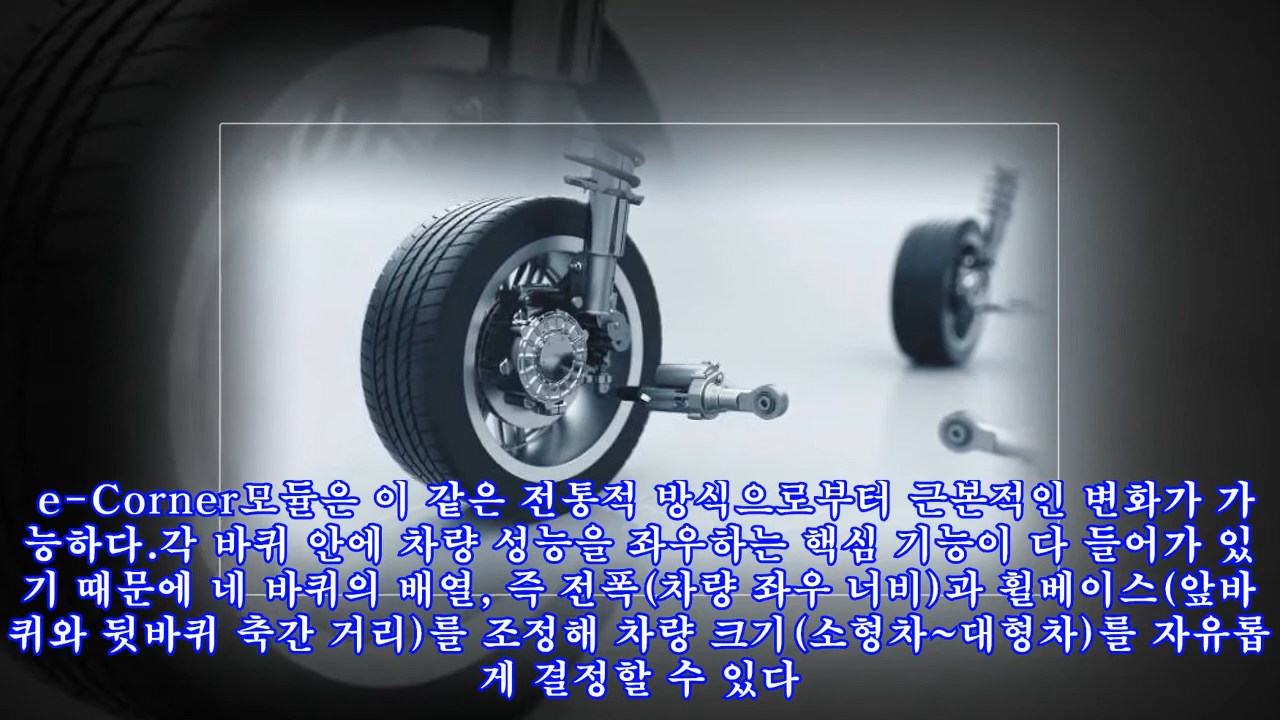 e-Corner모듈은 이 같은 전통적 방식으로부터 근본적인 변화가 가
능하다.각 바퀴 안에 차량 성능을 좌우하는 핵심 기능이 다 들어가 있
기 때문에 네 바퀴의 배열, 즉 전폭(차량 좌우 너비)과 휠베이스(앞바
퀴와 뒷바퀴 축간 거리)를 조정해 차량 크기(소형차~대형차)를 자유롭
게 결정할 수 있다